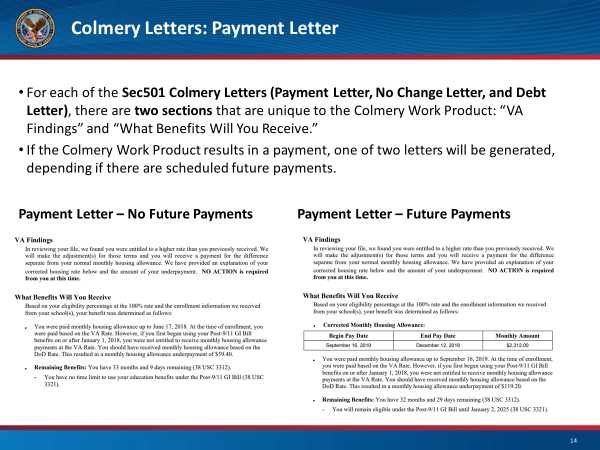 Colmery Letters: Payment Letter
• For each of the Sec501 Colmery Letters (Payment Letter, No Change Letter, and Debt
Letter), there are two sections that are unique to the Colmery Work Product: “VA
Findings” and “What Benefits Will You Receive.”
• If the Colmery Work Product results in a payment, one of two letters will be generated,
depending if there are scheduled future payments.
Payment Letter – No Future Payments
VA Findings
In reviewing your file, we found you were entitled to a higher rate than you previously received. We
will make the adjustment(s) for those terms and you will receive a payment for the difference
separate from your normal monthly housing allowance. We have provided an explanation of your
corrected housing rate below and the amount of your underpayment. NO ACTION is required
from you at this time.
What Benefits Will You Receive
Based on your eligibility percentage at the 100% rate and the enrollment information we received
from your school(s), your benefit was determined as follows:
• You were paid monthly housing allowance up to June 17, 2018. At the time of enrollment, you
were paid based on the VA Rate. However, if you first began using your Post-9/11 GI Bill
benefits on or after January 1, 2018, you were not entitled to receive monthly housing allowance
payments at the VA Rate. You should have received monthly housing allowance based on the
DoD Rate. This resulted in a monthly housing allowance underpayment of $59.40.
• Remaining Benefits: You have 33 months and 9 days remaining (38 USC 3312).
- You have no time limit to use your education benefits under the Post-9/11 GI Bill (38 USC
3321).
Payment Letter – Future Payments
VA Findings
In reviewing your file, we found you were entitled to a higher rate than you previously received. We
will make the adjustment(s) for those terms and you will receive a payment for the difference
separate from your normal monthly housing allowance. We have provided an explanation of your
corrected housing rate below and the amount of your underpayment. NO ACTION is required
from you at this time.
What Benefits Will You Receive
Based on your eligibility percentage at the 100% rate and the enrollment information we received
from your school(s), your benefit was determined as follows:
• Corrected Monthly Housing Allowance:
Begin Pay Date End Pay Date Monthly Amount
September 16, 2019 December 12, 2019 $2,312.00
• You were paid monthly housing allowance up to September 16, 2019. At the time of enrollment,
you were paid based on the VA Rate. However, if you first began using your Post-9/11 GI Bill
benefits on or after January 1, 2018, you were not entitled to receive monthly housing allowance
payments at the VA Rate. You should have received monthly housing allowance based on the
DoD Rate. This resulted in a monthly housing allowance underpayment of $119.20.
• Remaining Benefits: You have 32 months and 29 days remaining (38 USC 3312).
- You will remain eligible under the Post-9/11 GI Bill until January 2, 2025 (38 USC 3321).
14